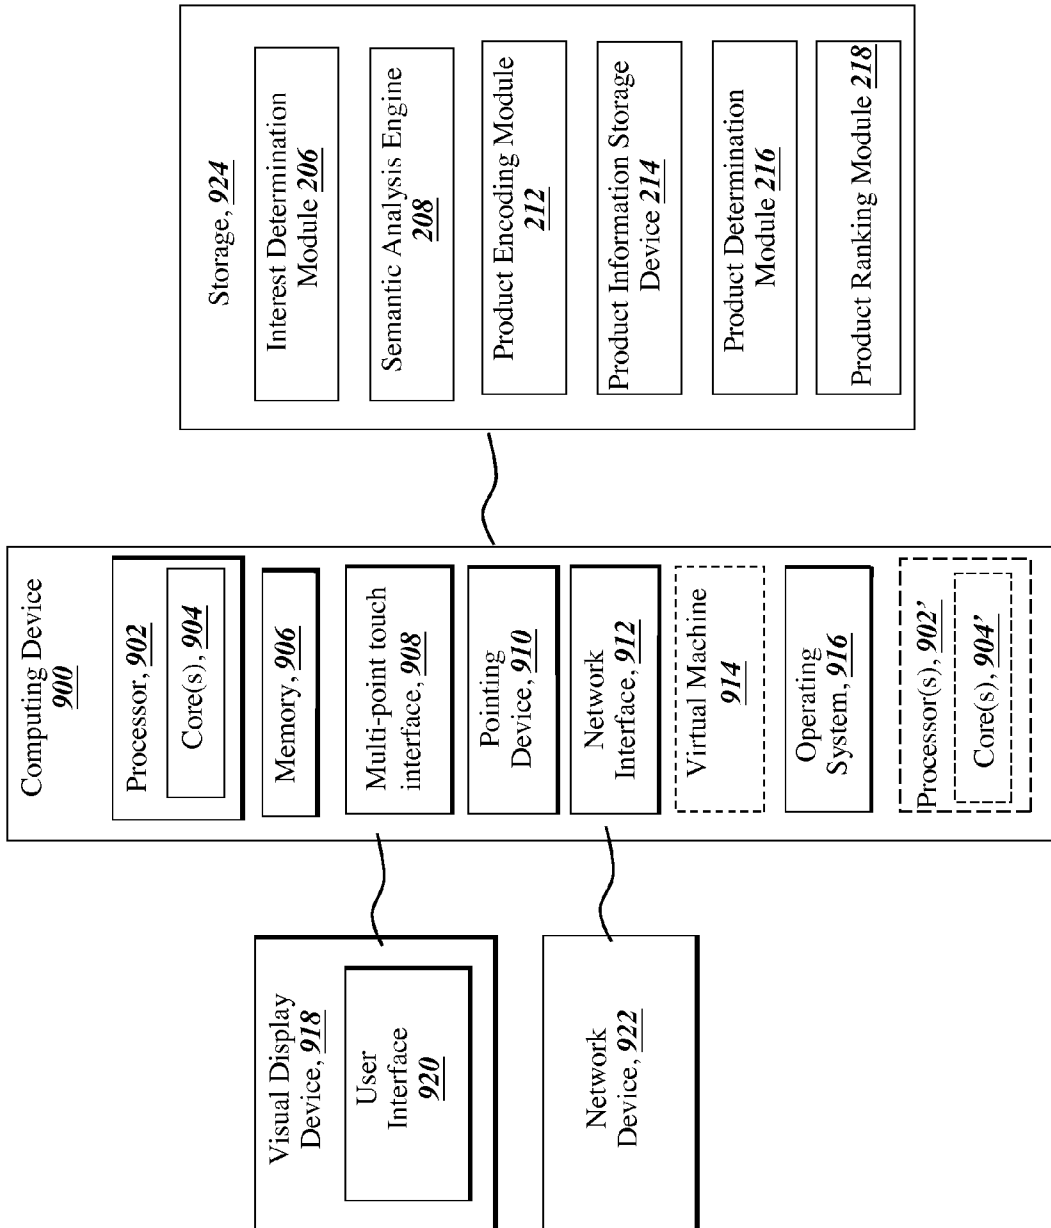 Computing Device
900
Processor, 902
Core(s), 904
Memory, 906
Multi-point touch
interface, 908
Pointing
Device, 910
Network
Interface, 912
Virtual Machine
914
Operating
System, 916
Processor(s), 902’
Core(s), 904’
Visual Display
Device, 918
User
Interface
920
Network
Device, 922
Storage, 924
Interest Determination
Module 206
Semantic Analysis Engine
208
Product Encoding Module
212
Product Information Storage
Device 214
Product Determination
Module 216
Product Ranking Module 218